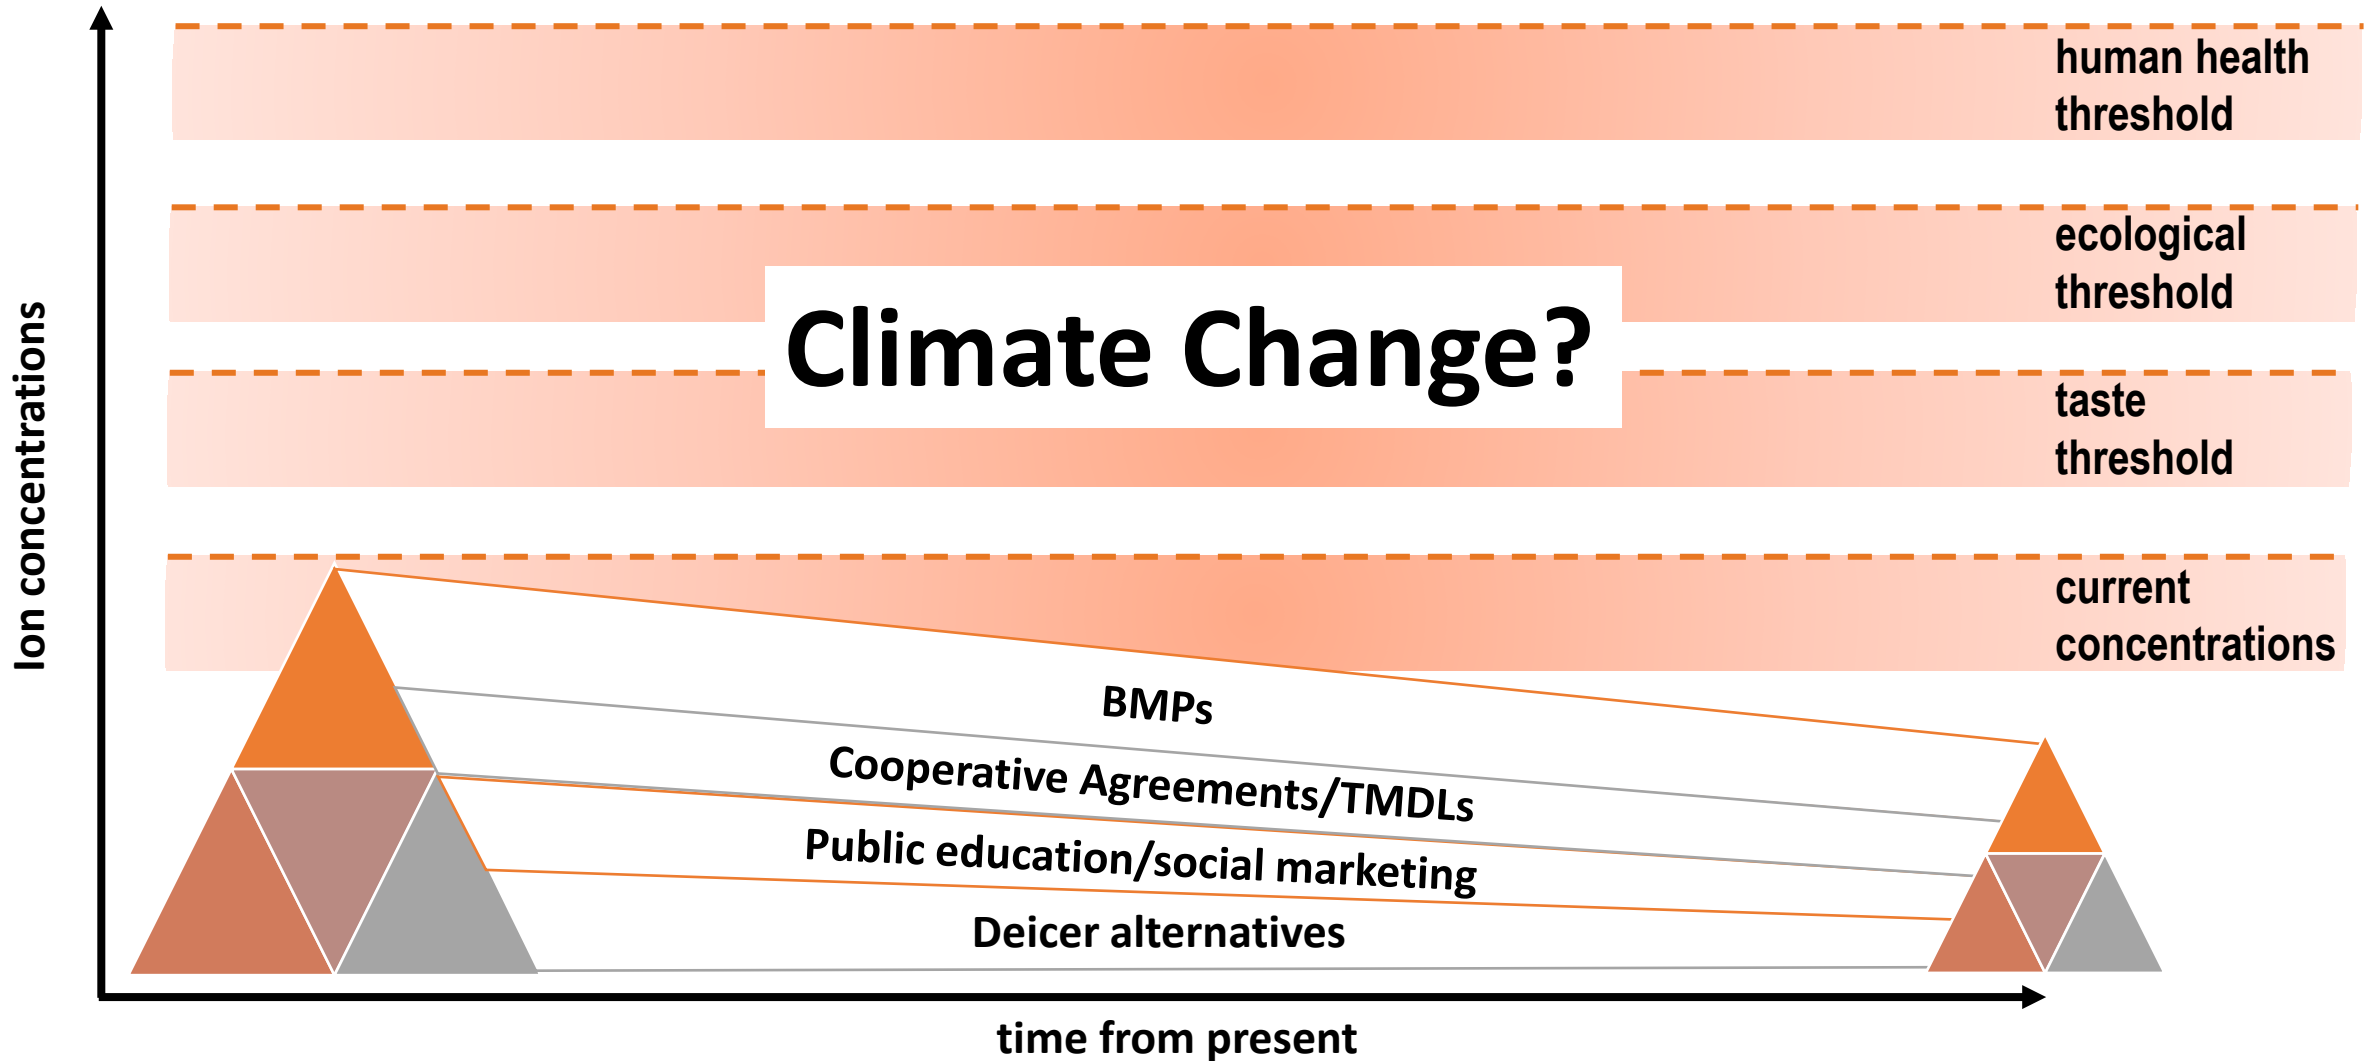 human health
threshold
ecological
threshold
Climate Change?
taste
threshold
current
concentrations
Ion concentrations
BMPs
Cooperative Agreements/TMDLs
Public education/social marketing
Deicer alternatives
time from present